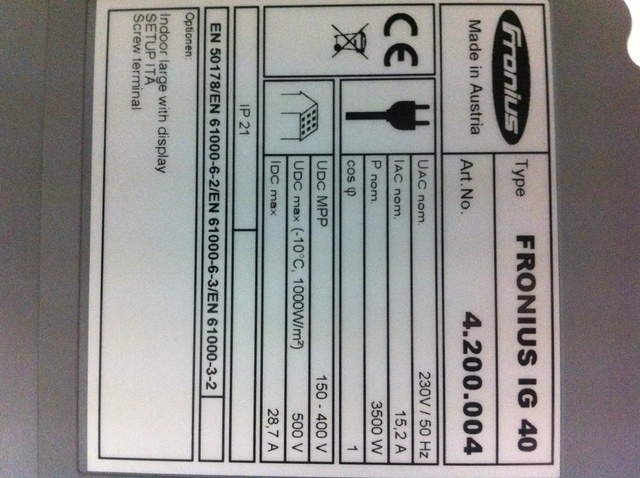 Fronius
Made in Austria
Type FRONIUS IG 40
Art.No. 4.200.004
CE
UAC nom 230V / 50 Hz
IAC nom. 15,2 A
P nom. 3500 W
cos φ 1
UDC MPP 150 - 400 V
UDC max (-10°C, 1000W/m²) 500 V
IDC max 28,7 A
IP 21
EN 50178/EN 61000-6-2/EN 61000-6-3/EN 61000-3-2
Optionen:
Indoor large with display
SETUP ITA
Screw terminal